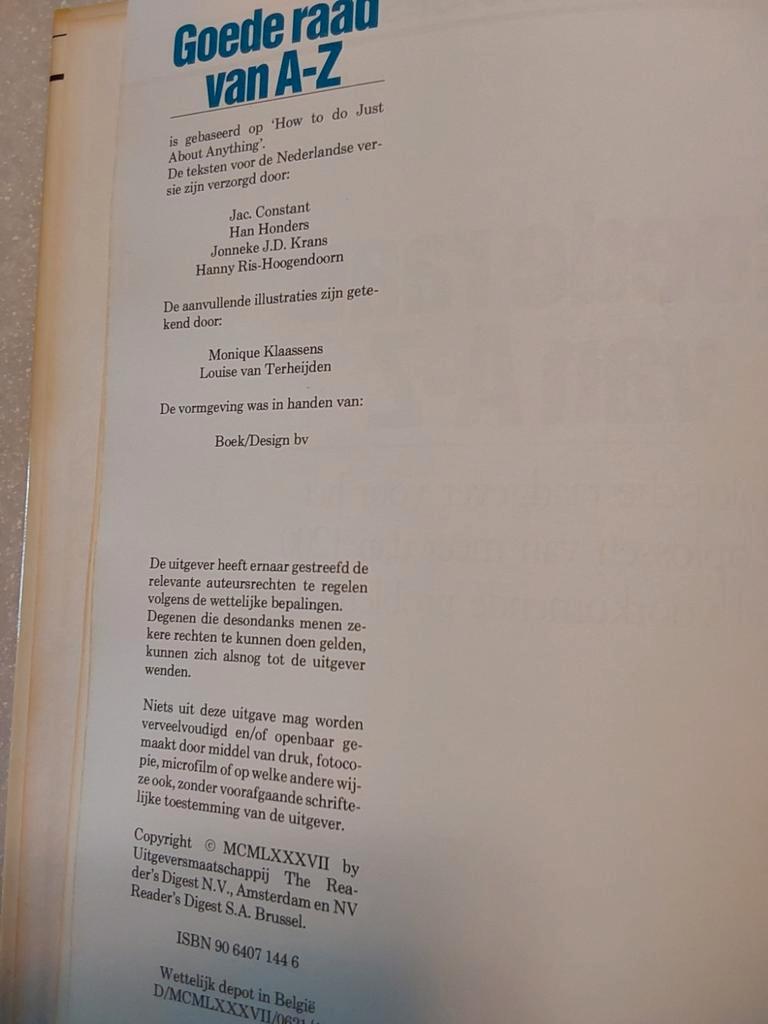 Goede raad
van A-Z
is gebaseerd op 'How to do Just
About Anything'.
De teksten voor de Nederlandse ver-
sie zijn verzorgd door:
Jac. Constant
Han Honders
Jonneke J.D. Krans
Hanny Ris-Hoogendoorn
De aanvullende illustraties zijn gete-
kend door:
Monique Klaassens
Louise van Terheijden
De vormgeving was in handen van:
Boek/Design bv
De uitgever heeft ernaar gestreefd de
relevante auteursrechten te regelen
volgens de wettelijke bepalingen.
Degenen die desondanks menen ze-
kere rechten te kunnen doen gelden,
kunnen zich alsnog tot de uitgever
wenden.
Niets uit deze uitgave mag worden
verveelvoudigd en/of openbaar ge-
maakt door middel van druk, fotoco-
pie, microfilm of op welke andere wij-
ze ook, zonder voorafgaande schrifte-
lijke toestemming van de uitgever.
Copyright © MCMLXXXVII by
Uitgeversmaatschappij The Rea-
der's Digest N.V., Amsterdam en NV
Reader's Digest S.A. Brussel.
ISBN 90 6407 144 6
Wettelijk depot in België
D/MCMLXXXVII/0621/